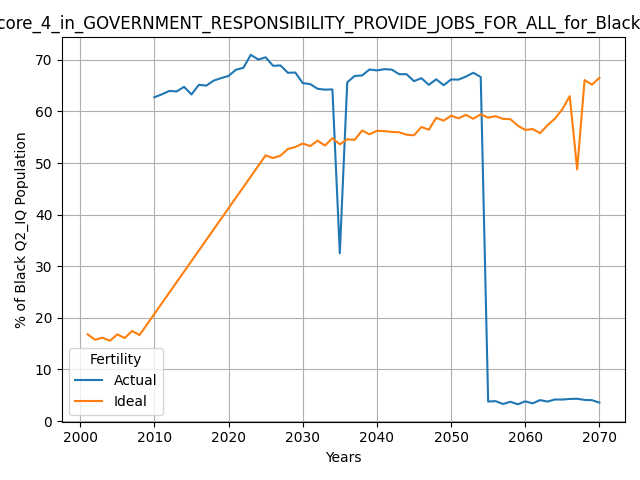 core_4_in_GOVERNMENT_RESPONSIBILITY_PROVIDE_JOBS_FOR_ALL_for_Black
% of Black Q2_IQ Population
70
60
50
40
30
20
10
0
Fertility
Actual
Ideal
2000 2010 2020 2030 2040 2050 2060 2070
Years